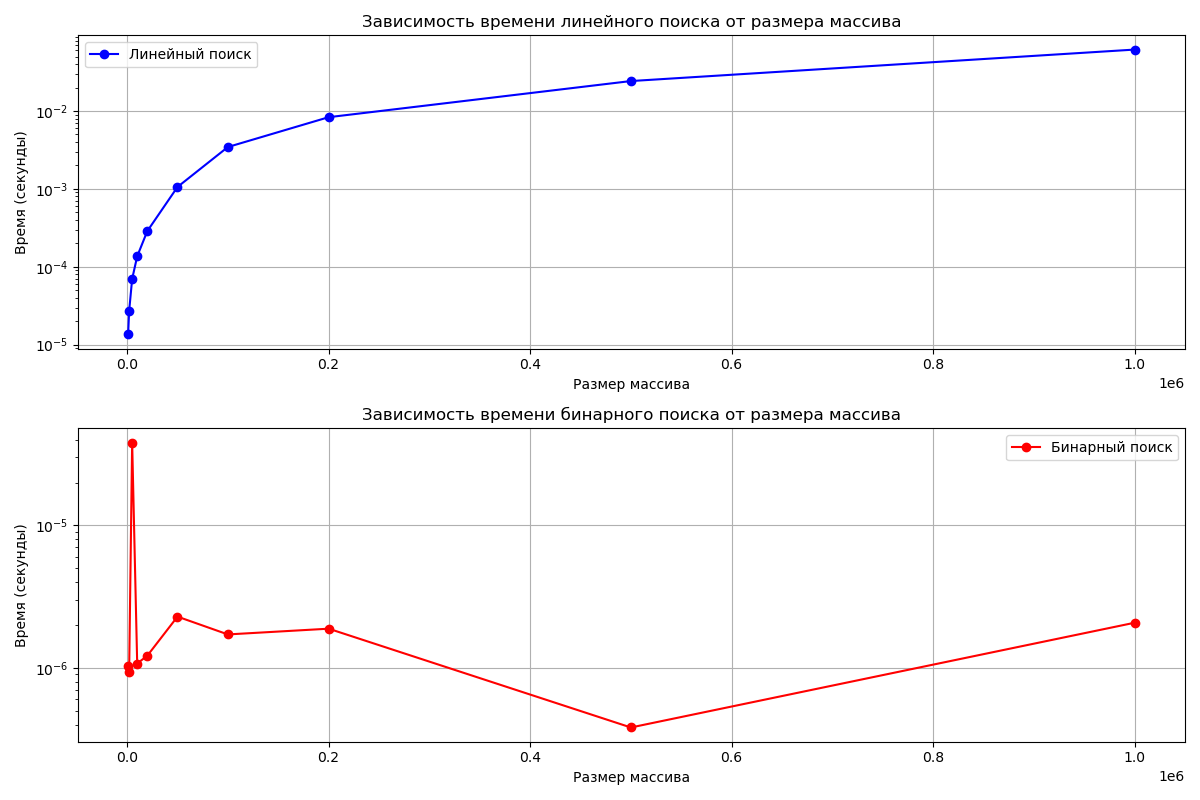 Зависимость времени линейного поиска от размера массива
Линейный поиск
Время (секунды)
10⁻²
10⁻³
10⁻⁴
10⁻⁵
0.0 0.2 0.4 0.6 0.8 1.0
1e6
Размер массива
Зависимость времени бинарного поиска от размера массива
Бинарный поиск
Время (секунды)
10⁻⁵
10⁻⁶
0.0 0.2 0.4 0.6 0.8 1.0
1e6
Размер массива